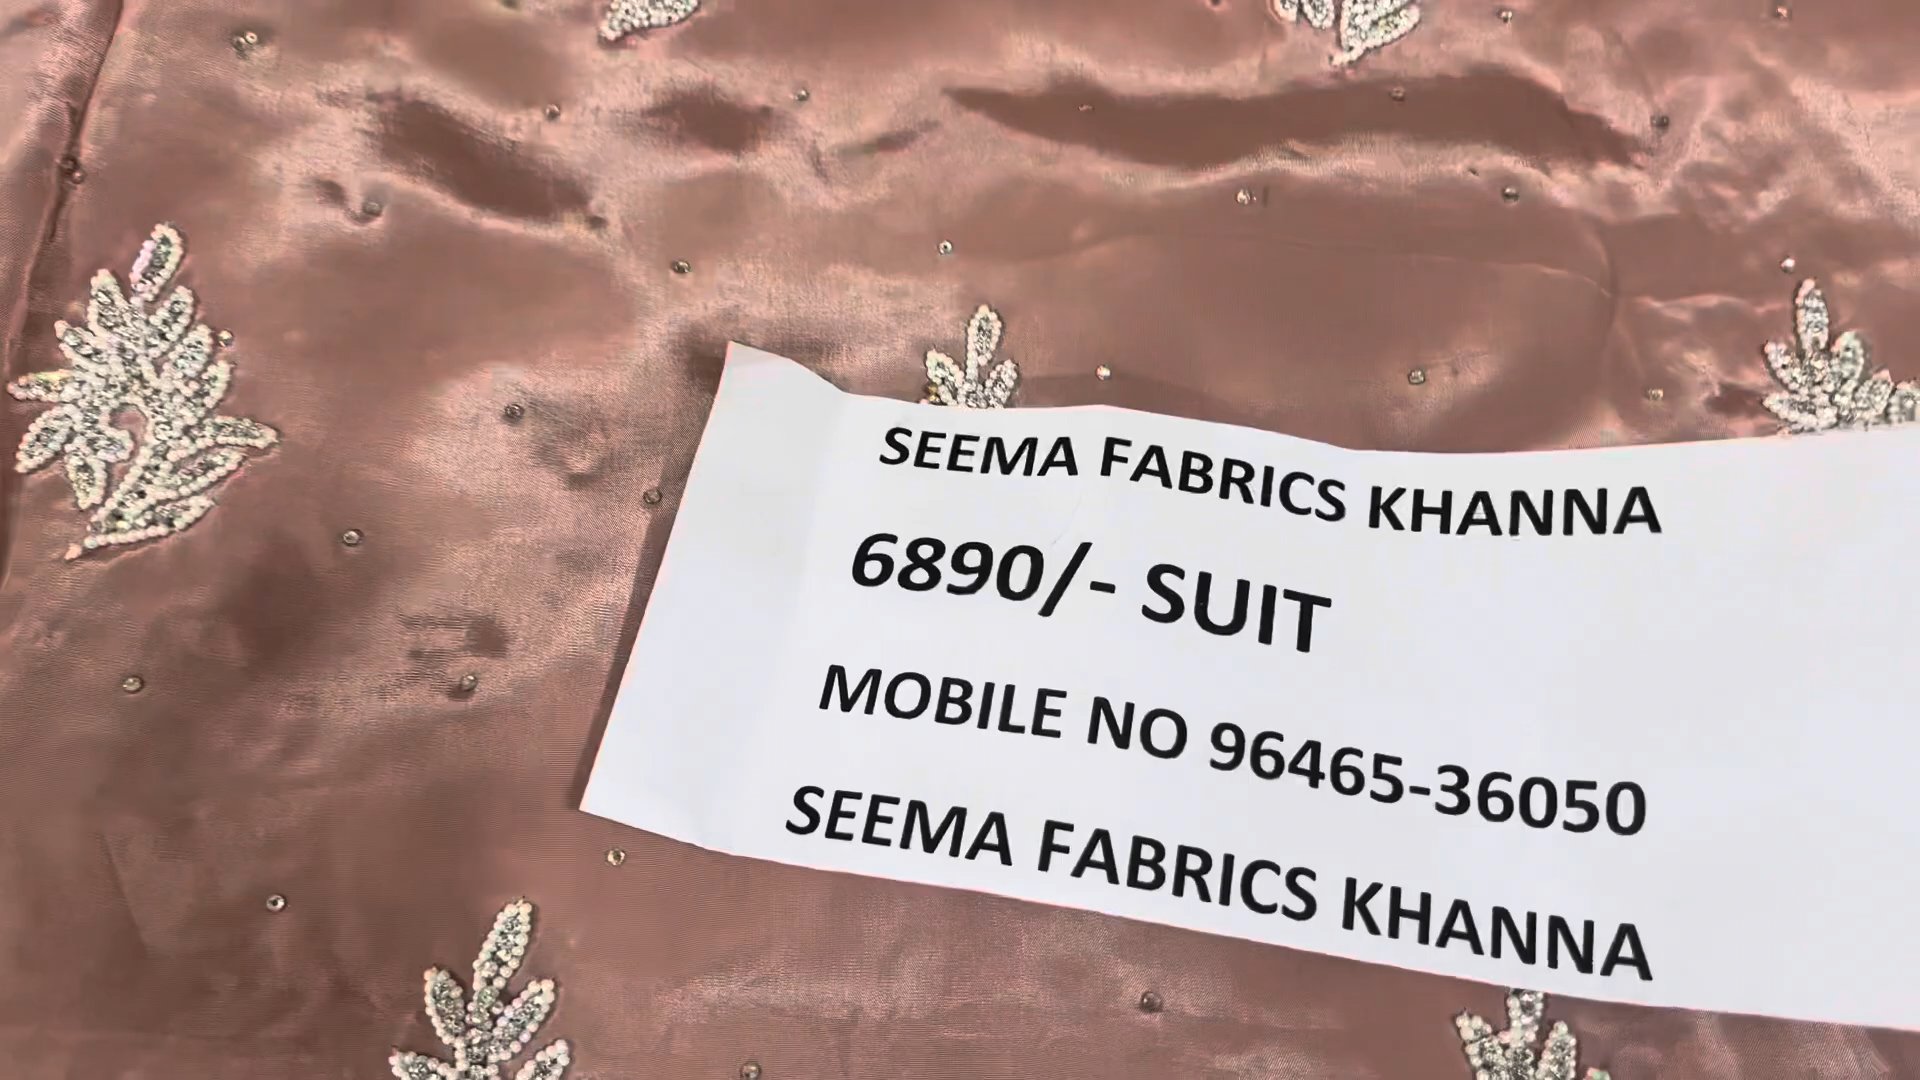 SEEMA FABRICS KHANNA
6890/- SUIT
MOBILE NO 96465-36050
SEEMA FABRICS KHANNA